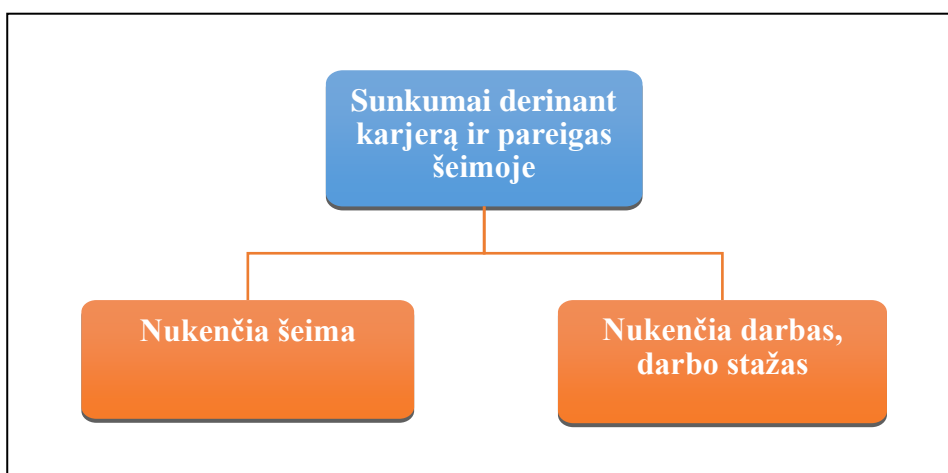 Sunkumai derinant
karjerą ir pareigas
šeimoje
Nukenčia šeima
Nukenčia darbas,
darbo stažas